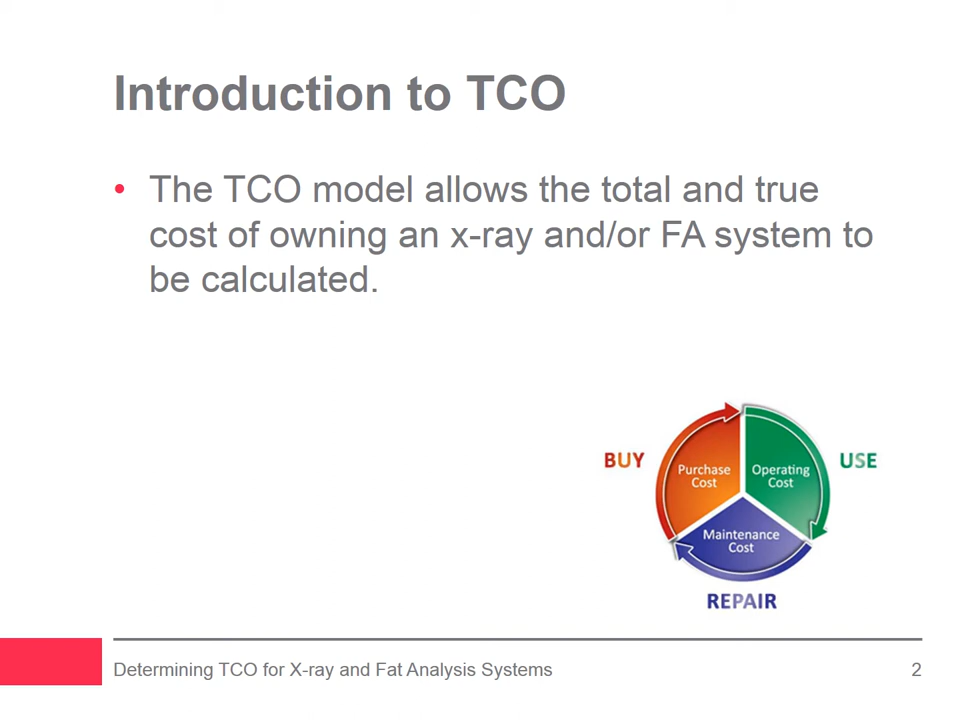 Introduction to TCO
• The TCO model allows the total and true
cost of owning an x-ray and/or FA system to
be calculated.
BUY
Purchase
Cost
Operating
Cost
USE
Maintenance
Cost
REPAIR
Determining TCO for X-ray and Fat Analysis Systems
2